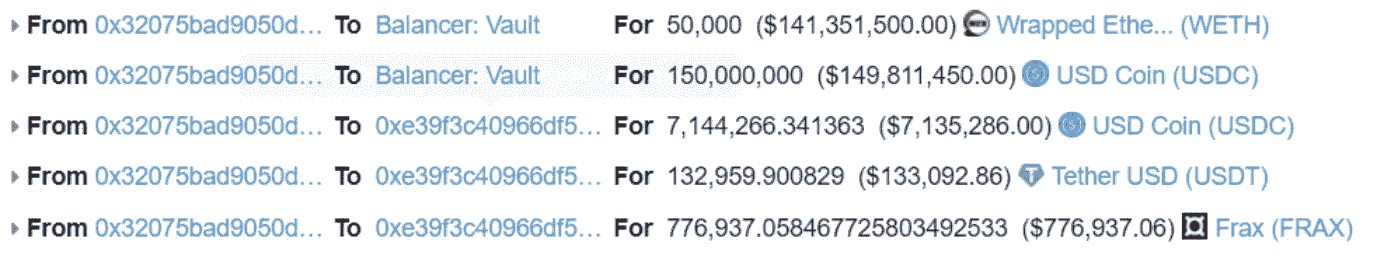 From 0x32075bad9050d... To Balancer: Vault For 50,000 ($141,351,500.00) Wrapped Ethe... (WETH)
From 0x32075bad9050d... To Balancer: Vault For 150,000,000 ($149,811,450.00) USD Coin (USDC)
From 0x32075bad9050d... To 0xe39f3c40966df5... For 7,144,266.341363 ($7,135,286.00) USD Coin (USDC)
From 0x32075bad9050d... To 0xe39f3c40966df5... For 132,959.900829 ($133,092.86) Tether USD (USDT)
From 0x32075bad9050d... To 0xe39f3c40966df5... For 776,937.058467725803492533 ($776,937.06) Frax (FRAX)